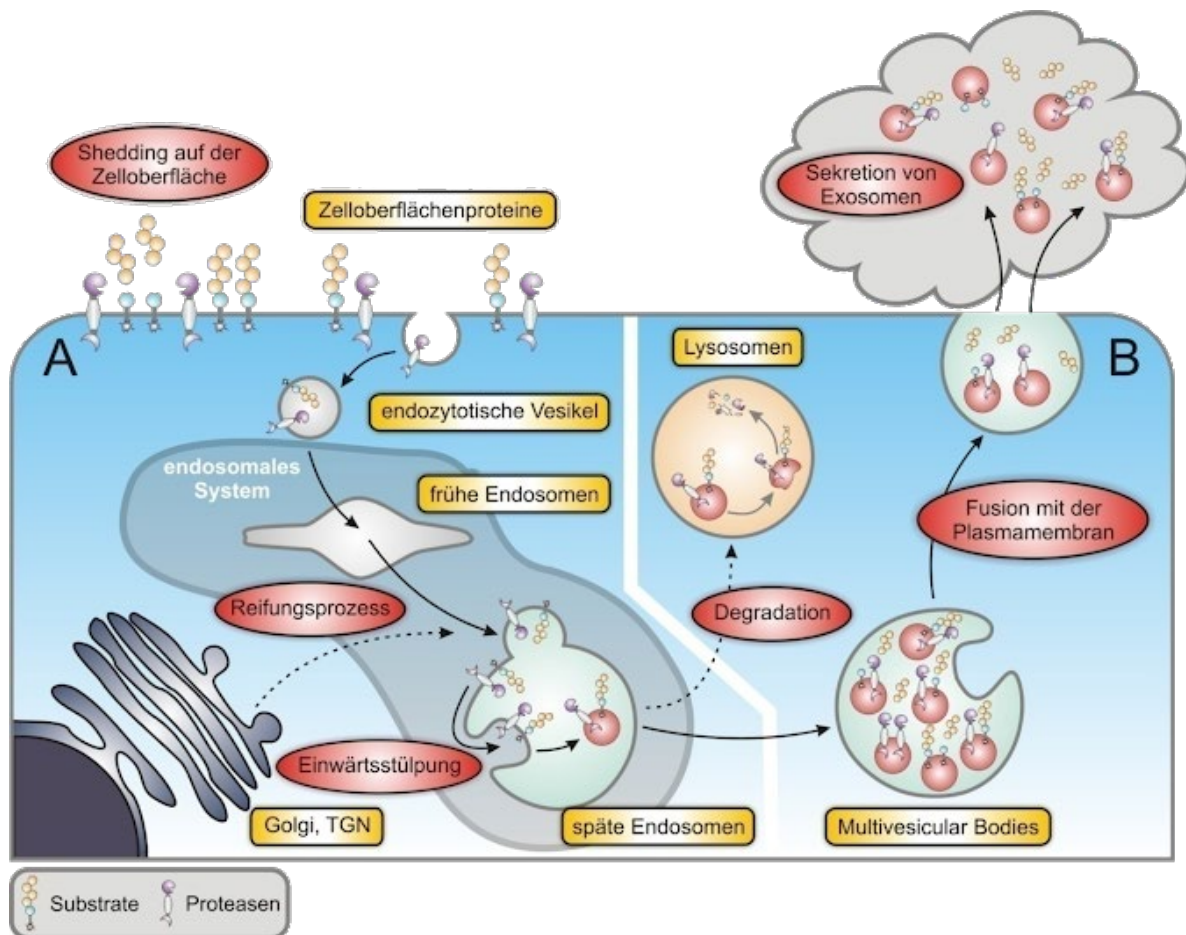 Shedding auf der
Zelloberfläche
Zelloberflächenproteine
Sekretion von
Exosomen
A
B
Lysosomen
endozytotische Vesikel
endosomales
System
frühe Endosomen
Fusion mit der
Plasmamembran
Reifungsprozess
Degradation
Einwärtsstülpung
Golgi, TGN
späte Endosomen
Multivesicular Bodies
Substrate
Proteasen